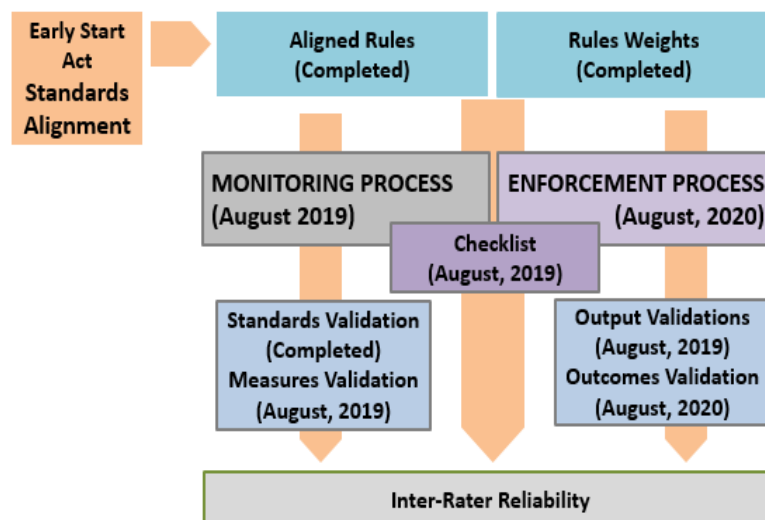 Early Start
Act
Standards
Alignment
Aligned Rules
(Completed)
Rules Weights
(Completed)
MONITORING PROCESS
(August 2019)
ENFORCEMENT PROCESS
(August, 2020)
Checklist
(August, 2019)
Standards Validation
(Completed)
Measures Validation
(August, 2019)
Output Validations
(August, 2019)
Outcomes Validation
(August, 2020)
Inter-Rater Reliability